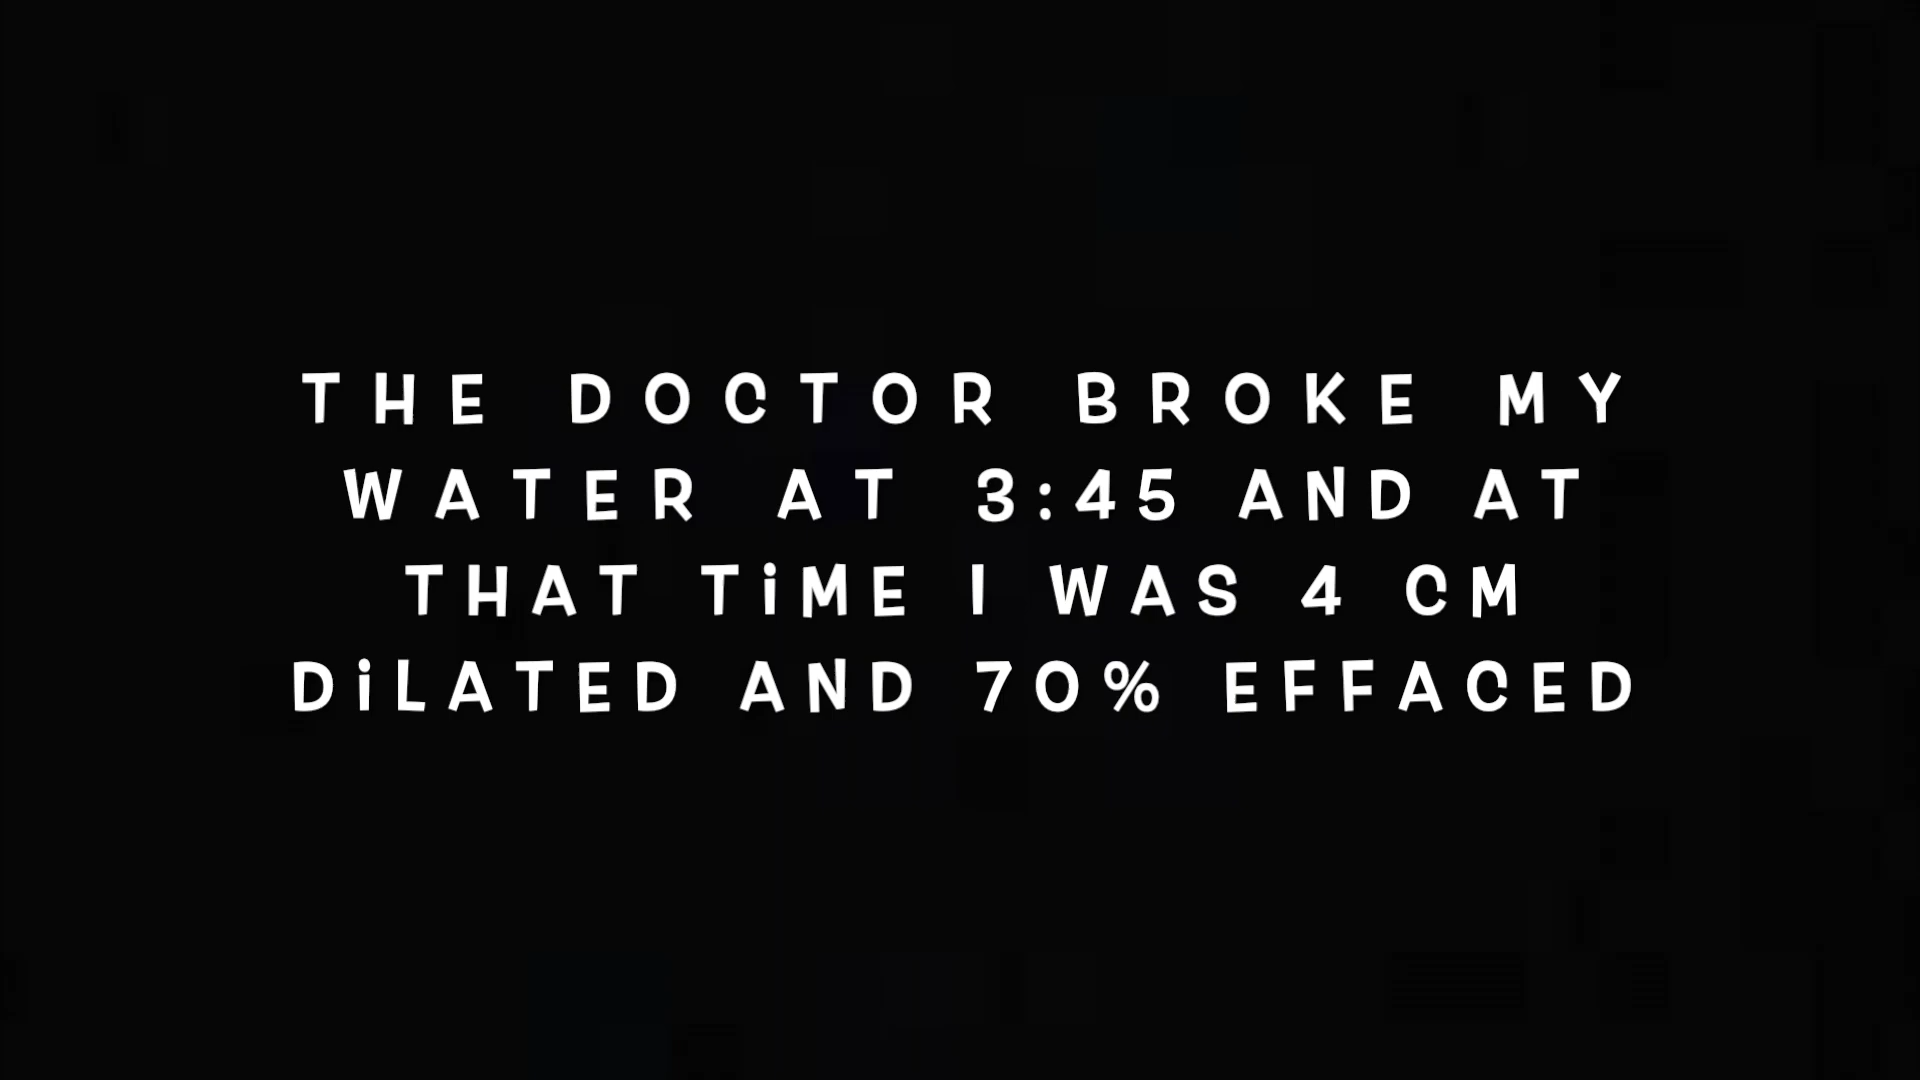 THE DOCTOR BROKE MY
WATER AT 3:45 AND AT
THAT TiME I WAS 4 CM
DiLATED AND 70% EFFACED